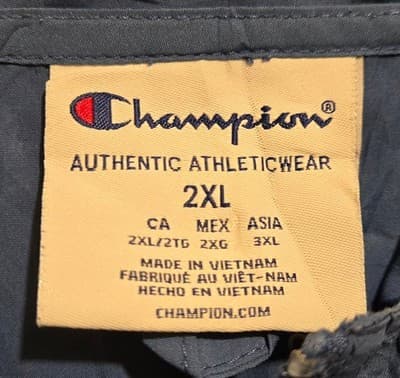 Champion®
AUTHENTIC ATHLETICWEAR
2XL
CA MEX ASIA
2XL/2TG 2XG 3XL
MADE IN VIETNAM
FABRIQUÉ AU VIÊT-NAM
HECHO EN VIETNAM
CHAMPION.COM